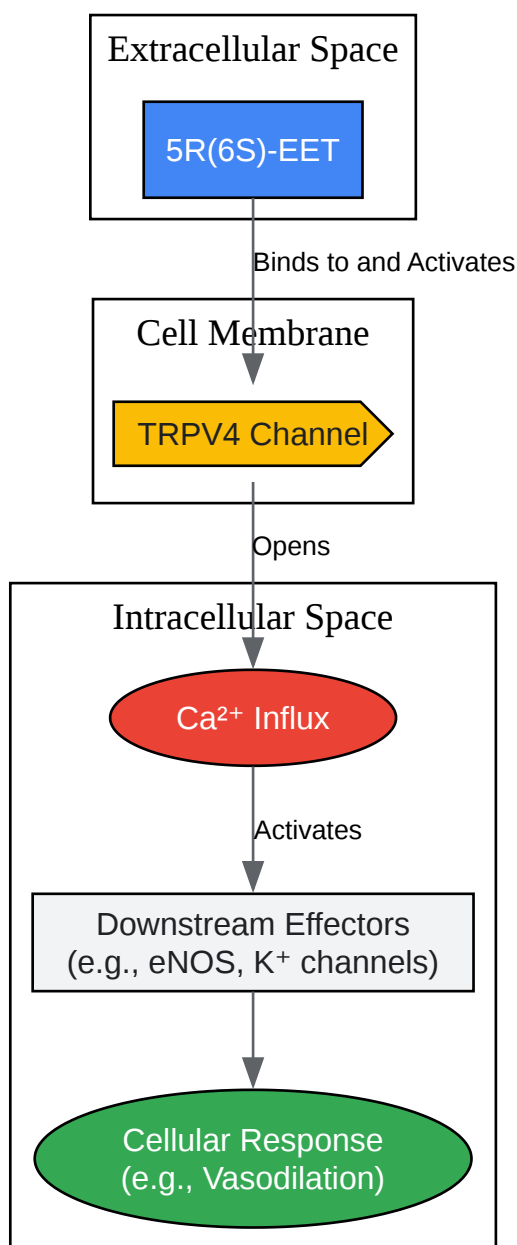 Extracellular Space
5R(6S)-EET
Binds to and Activates
Cell Membrane
TRPV4 Channel
Opens
Intracellular Space
Ca²⁺ Influx
Activates
Downstream Effectors
(e.g., eNOS, K⁺ channels)
Cellular Response
(e.g., Vasodilation)